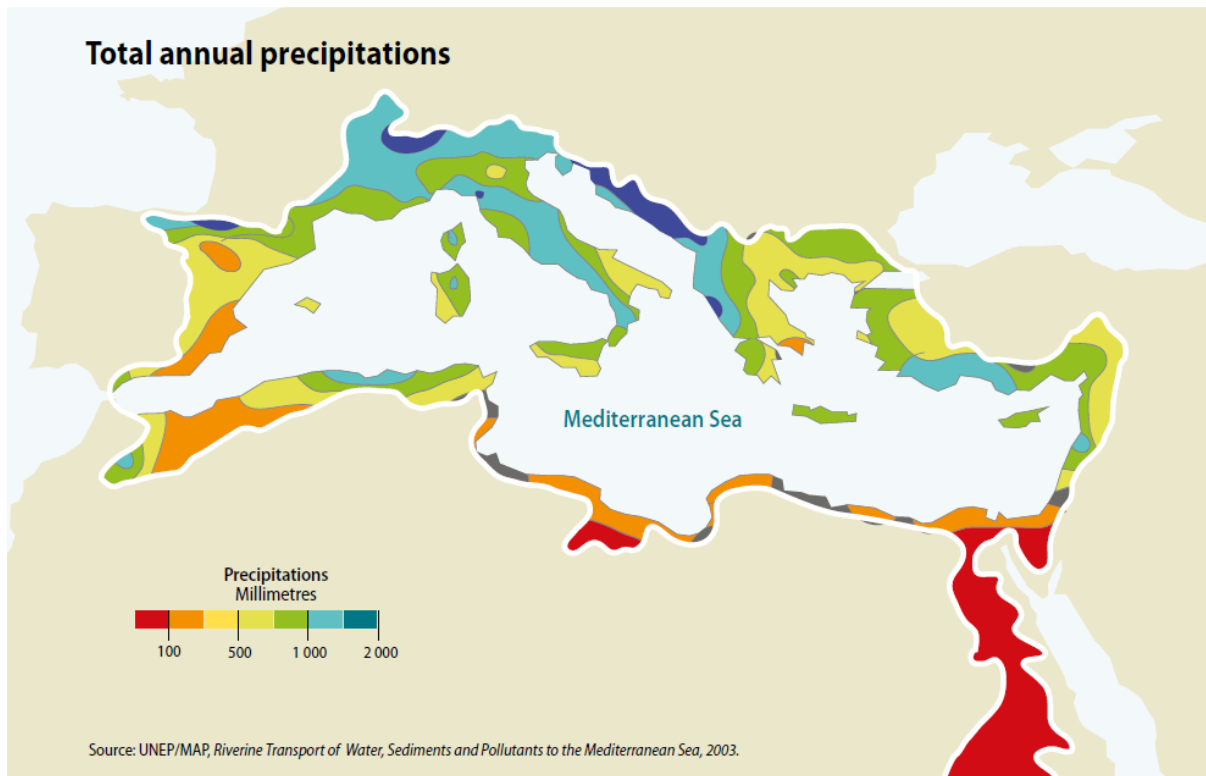 Total annual precipitations
Mediterranean Sea
Precipitations
Millimetres
100 500 1 000 2 000
Source: UNEP/MAP, Riverine Transport of Water, Sediments and Pollutants to the Mediterranean Sea, 2003.